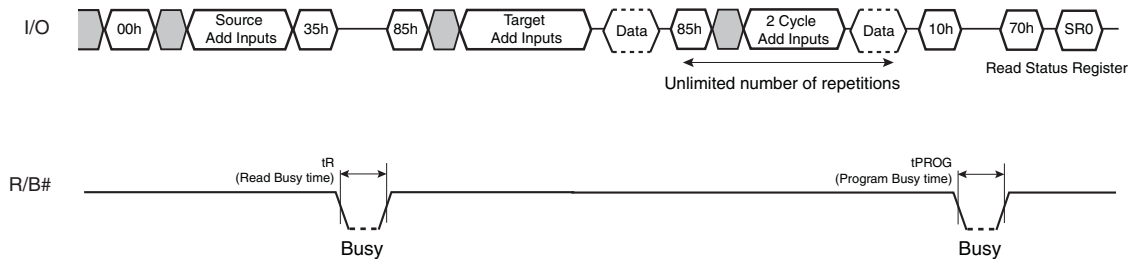 I/O
00h
Source
Add Inputs
35h
85h
Target
Add Inputs
Data
85h
2 Cycle
Add Inputs
Data
10h
70h
SR0
Unlimited number of repetitions
Read Status Register
R/B#
tR
(Read Busy time)
Busy
tPROG
(Program Busy time)
Busy